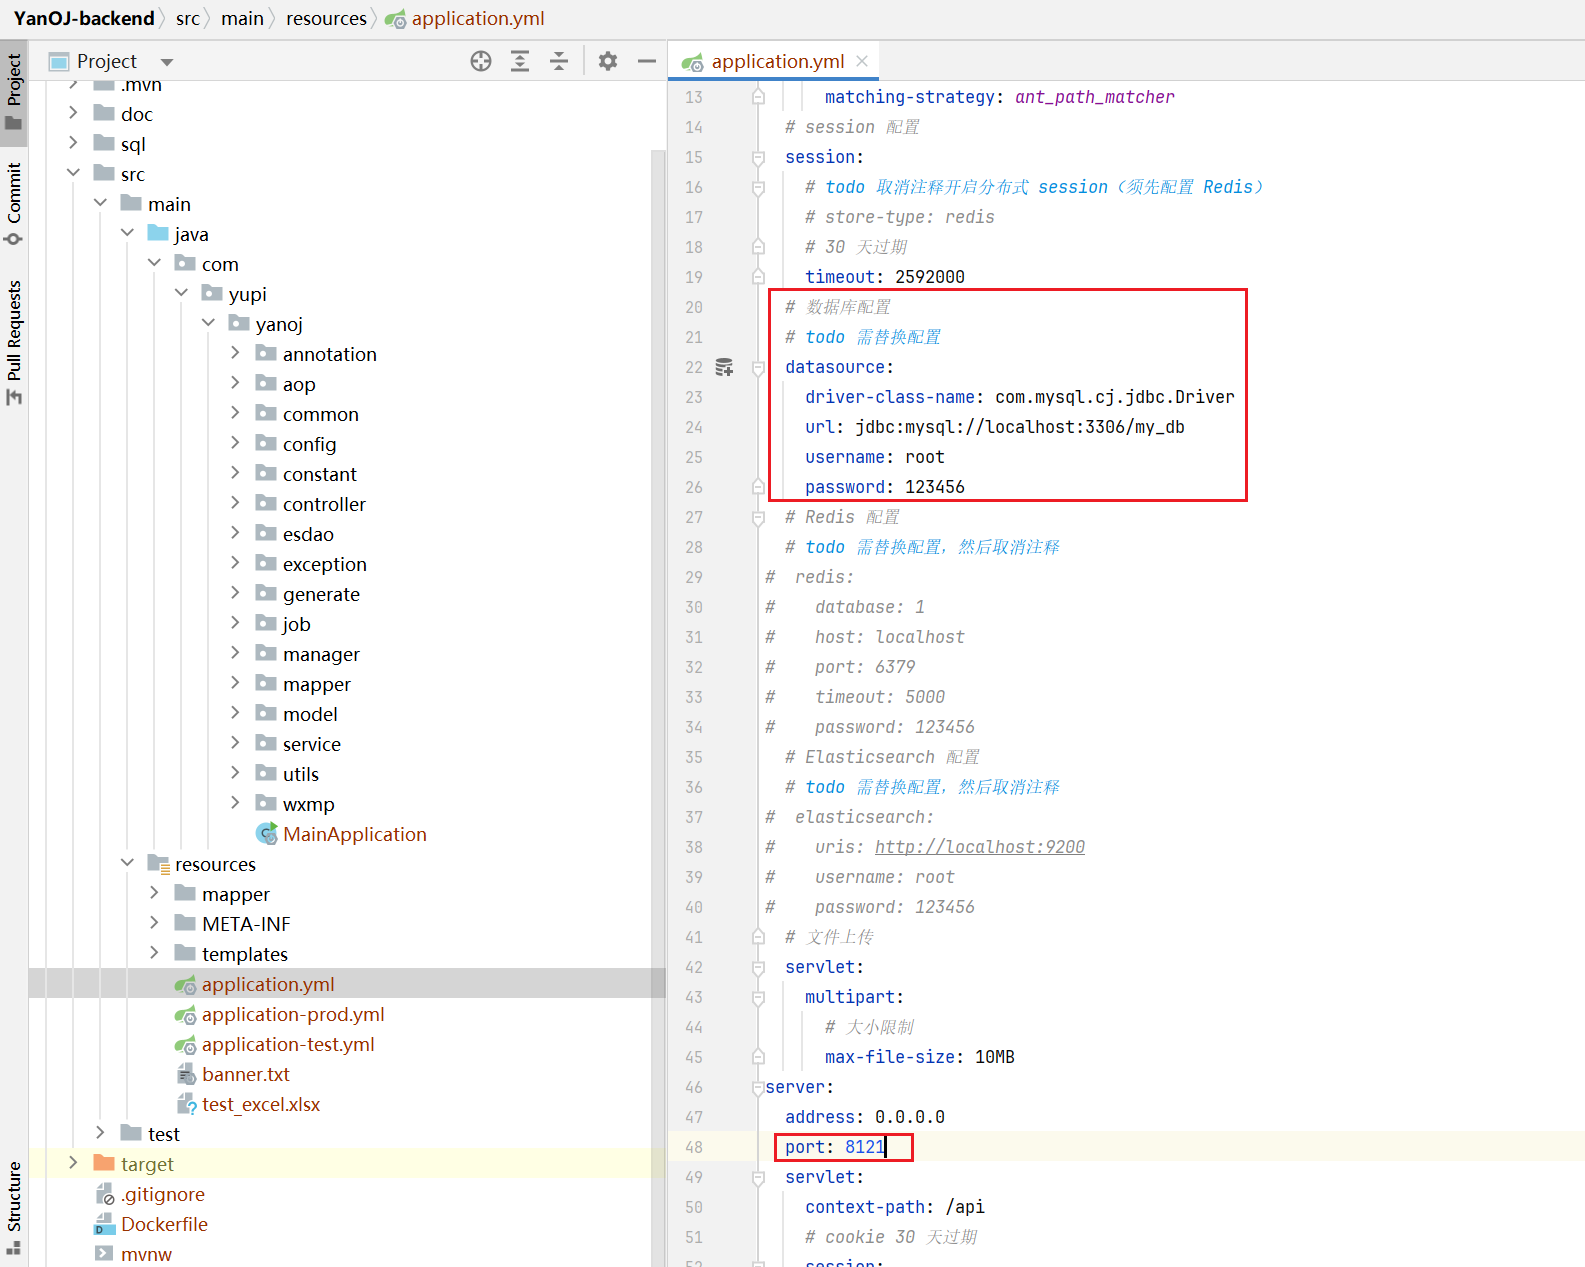 YanOJ-backend
src
main
resources
application.yml
Project
Commit
Pull Requests
Structure
Project
.mvn
doc
sql
src
main
java
com
yupi
yanoj
annotation
aop
common
config
constant
controller
esdao
exception
generate
job
manager
mapper
model
service
utils
wxmp
MainApplication
resources
mapper
META-INF
templates
application.yml
application-prod.yml
application-test.yml
banner.txt
test_excel.xlsx
test
target
.gitignore
Dockerfile
mvnw
application.yml
13 matching-strategy: ant_path_matcher
14 # session 配置
15 session:
16 # todo 取消注释开启分布式 session（须先配置 Redis）
17 # store-type: redis
18 # 30 天过期
19 timeout: 2592000
20 # 数据库配置
21 # todo 需替换配置
22 datasource:
23 driver-class-name: com.mysql.cj.jdbc.Driver
24 url: jdbc:mysql://localhost:3306/my_db
25 username: root
26 password: 123456
27 # Redis 配置
28 # todo 需替换配置，然后取消注释
29 # redis:
30 # database: 1
31 # host: localhost
32 # port: 6379
33 # timeout: 5000
34 # password: 123456
35 # Elasticsearch 配置
36 # todo 需替换配置，然后取消注释
37 # elasticsearch:
38 # uris: http://localhost:9200
39 # username: root
40 # password: 123456
41 # 文件上传
42 servlet:
43 multipart:
44 # 大小限制
45 max-file-size: 10MB
46 server:
47 address: 0.0.0.0
48 port: 8121
49 servlet:
50 context-path: /api
51 # cookie 30 天过期
52 session: